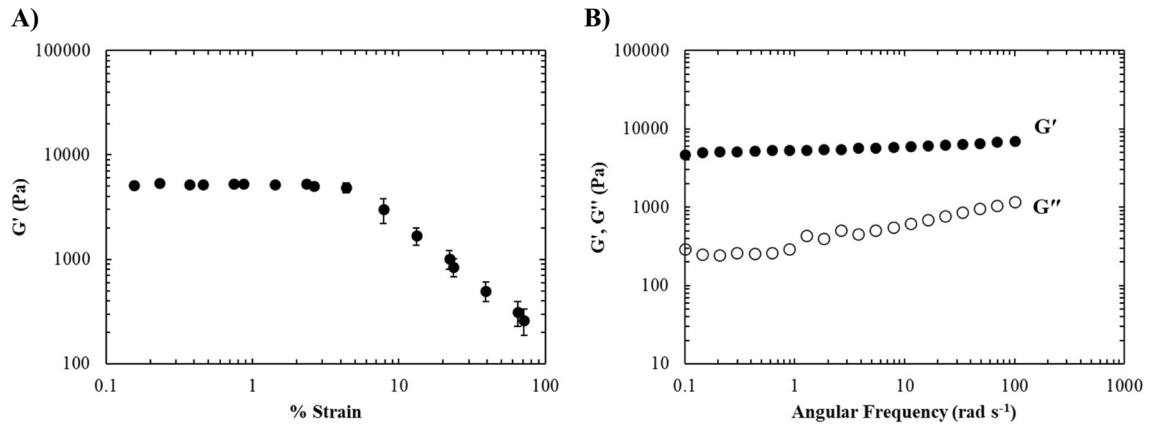 A)
100000
10000
1000
100
G' (Pa)
0.1 1 10 100
% Strain
B)
100000
10000
1000
100
10
G', G" (Pa)
G′
G″
0.1 1 10 100 1000
Angular Frequency (rad s⁻¹)